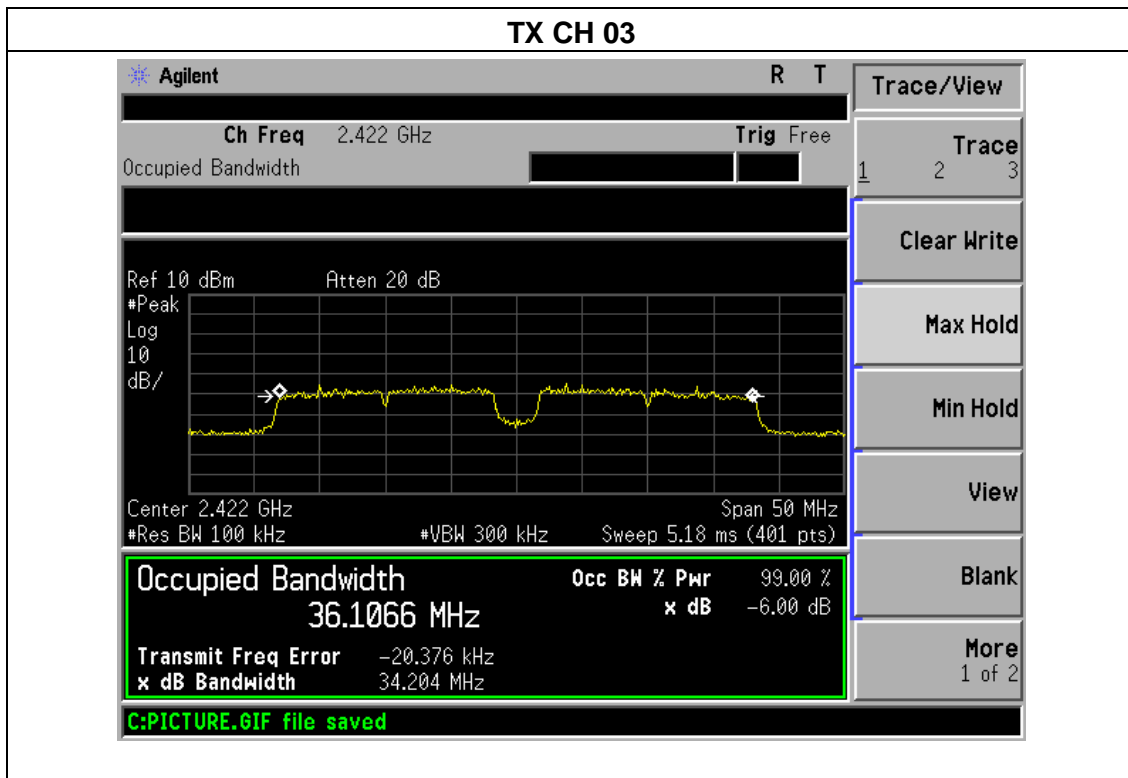 TX CH 03
Agilent R T
Trace/View
Ch Freq 2.422 GHz Trig Free
Occupied Bandwidth
Trace
1 2 3
Clear Write
Ref 10 dBm Atten 20 dB
#Peak
Log
10
dB/
Max Hold
Min Hold
View
Center 2.422 GHz Span 50 MHz
#Res BW 100 kHz #VBW 300 kHz Sweep 5.18 ms (401 pts)
Occupied Bandwidth Occ BW % Pwr 99.00 %
36.1066 MHz x dB -6.00 dB
Blank
Transmit Freq Error -20.376 kHz
x dB Bandwidth 34.204 MHz
More
1 of 2
C:PICTURE.GIF file saved